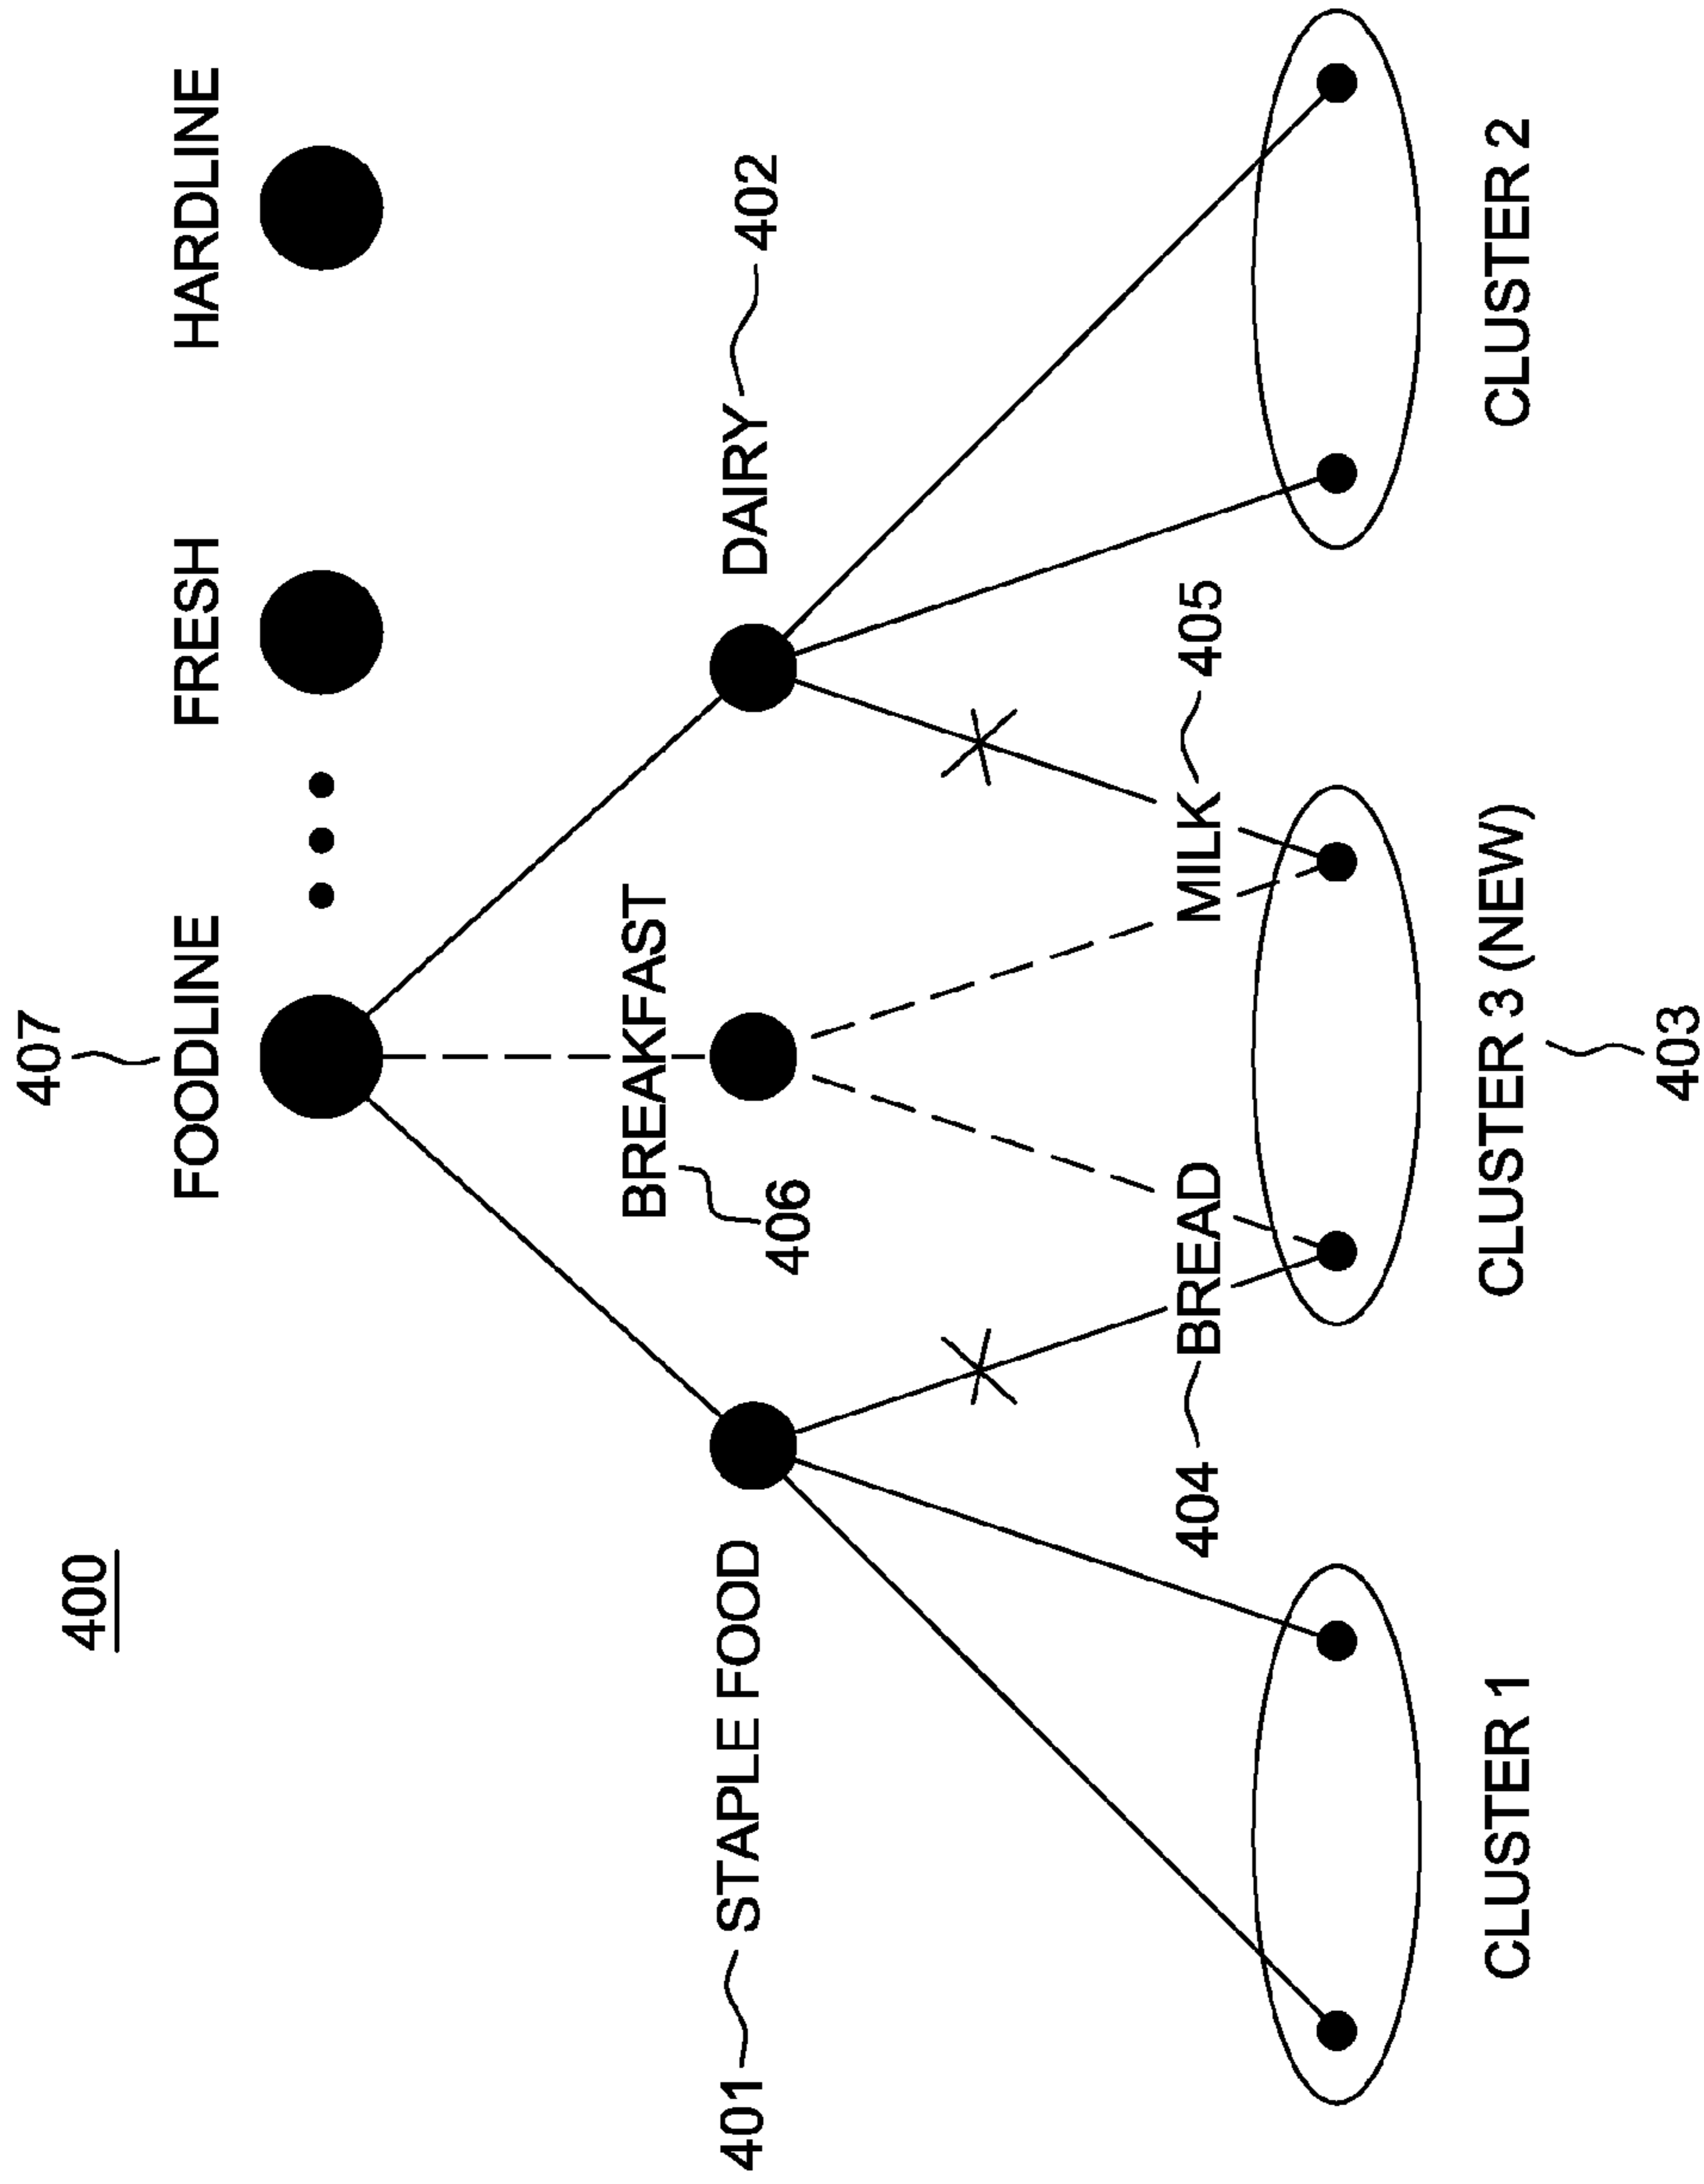 400
407
FOODLINE
FRESH
HARDLINE
BREAKFAST
406
401
STAPLE FOOD
DAIRY
402
404
BREAD
MILK
405
CLUSTER 1
CLUSTER 3 (NEW)
CLUSTER 2
403